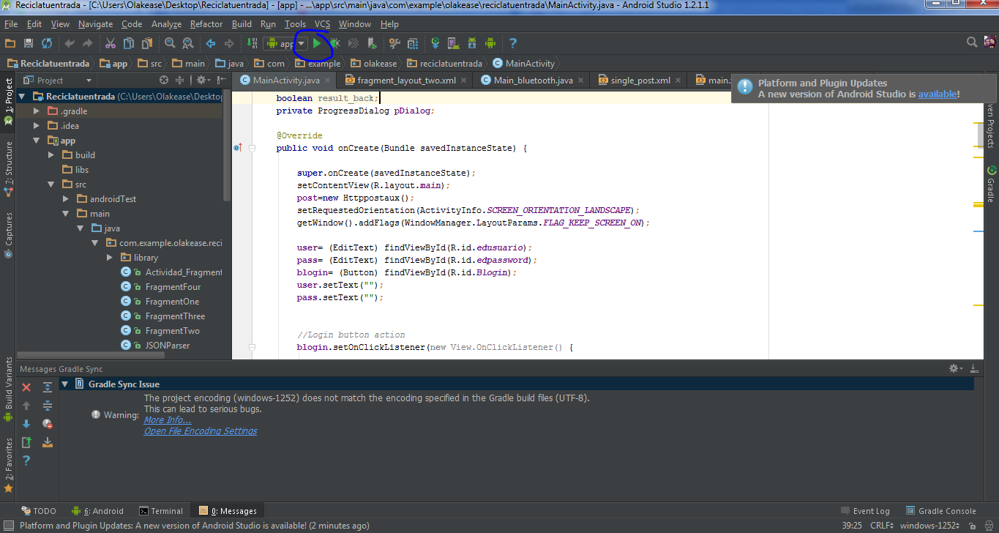 Reciclatuentrada - [C:\Users\Olakease\Desktop\Reciclatuentrada] - [app] - ...\app\src\main\java\com\example\olakease\reciclatuentrada\MainActivity.java - Android Studio 1.2.1.1
File Edit View Navigate Code Analyze Refactor Build Run Tools VCS Window Help
app
Reciclatuentrada app src main java com example olakease reciclatuentrada MainActivity
Project
MainActivity.java fragment_layout_two.xml Main_bluetooth.java single_post.xml main.
Platform and Plugin Updates
A new version of Android Studio is available!
1: Project
7: Structure
Captures
Build Variants
2: Favorites
ven Projects
Gradle
Reciclatuentrada (C:\Users\Olakease\Deskto
.gradle
.idea
app
build
libs
src
androidTest
main
java
com.example.olakease.reci
library
Actividad_Fragment
FragmentFour
FragmentOne
FragmentThree
FragmentTwo
JSONParser
boolean result_back;
private ProgressDialog pDialog;
@Override
public void onCreate(Bundle savedInstanceState) {
super.onCreate(savedInstanceState);
setContentView(R.layout.main);
post=new Httppostaux();
setRequestedOrientation(ActivityInfo.SCREEN_ORIENTATION_LANDSCAPE);
getWindow().addFlags(WindowManager.LayoutParams.FLAG_KEEP_SCREEN_ON);
user= (EditText) findViewById(R.id.edusuario);
pass= (EditText) findViewById(R.id.edpassword);
blogin= (Button) findViewById(R.id.Blogin);
user.setText("");
pass.setText("");
//Login button action
blogin.setOnClickListener(new View.OnClickListener() {
Messages Gradle Sync
Gradle Sync Issue
Warning:
The project encoding (windows-1252) does not match the encoding specified in the Gradle build files (UTF-8).
This can lead to serious bugs.
More Info...
Open File Encoding Settings
TODO 6: Android Terminal 0: Messages Event Log Gradle Console
Platform and Plugin Updates: A new version of Android Studio is available! (2 minutes ago) 39:25 CRLF windows-1252